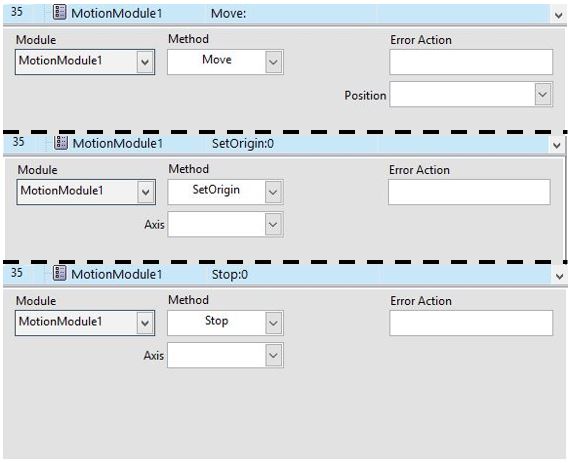 35 MotionModule1 Move:
Module Method Error Action
MotionModule1 Move
Position
35 MotionModule1 SetOrigin:0
Module Method Error Action
MotionModule1 SetOrigin
Axis
35 MotionModule1 Stop:0
Module Method Error Action
MotionModule1 Stop
Axis